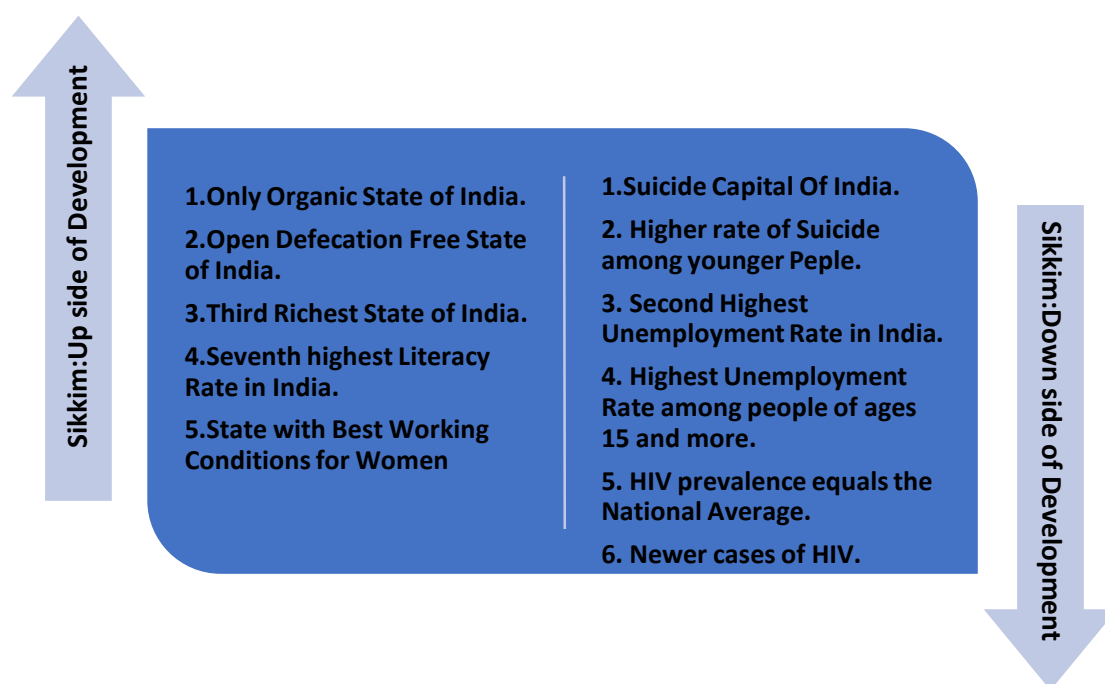 Sikkim:Up side of Development
1.Only Organic State of India.
2.Open Defecation Free State
of India.
3.Third Richest State of India.
4.Seventh highest Literacy
Rate in India.
5.State with Best Working
Conditions for Women
1.Suicide Capital Of India.
2. Higher rate of Suicide
among younger Peple.
3. Second Highest
Unemployment Rate in India.
4. Highest Unemployment
Rate among people of ages
15 and more.
5. HIV prevalence equals the
National Average.
6. Newer cases of HIV.
Sikkim:Down side of Development